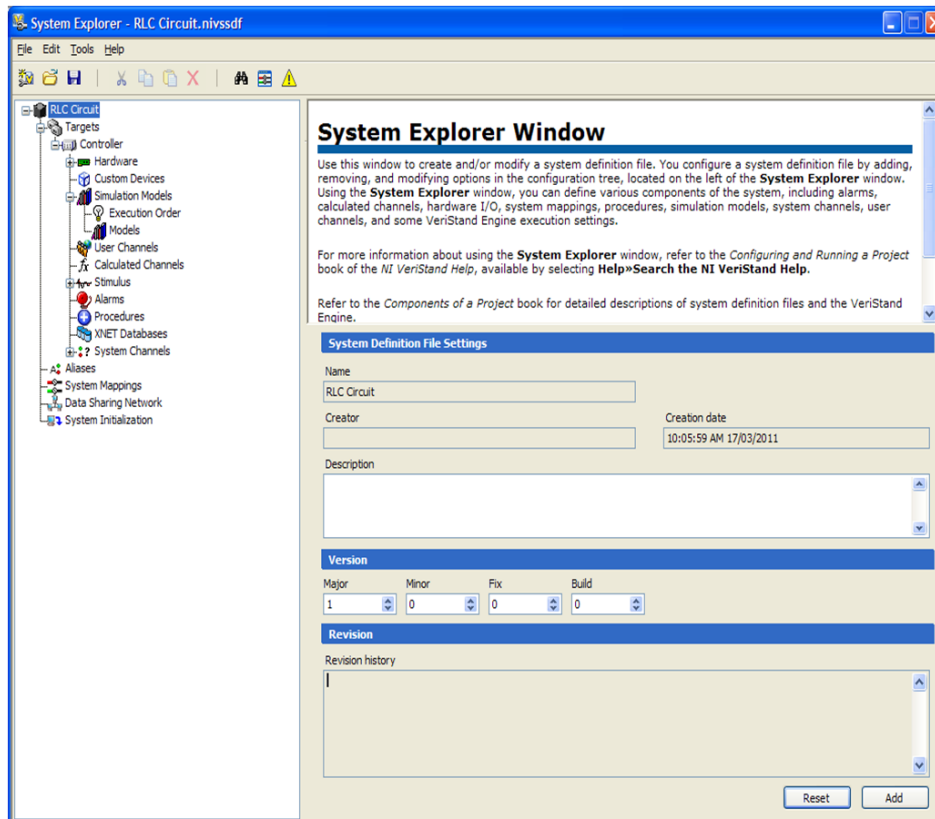 System Explorer - RLC Circuit.nivssdf
File Edit Tools Help
RLC Circuit
Targets
Controller
Hardware
Custom Devices
Simulation Models
Execution Order
Models
User Channels
Calculated Channels
Stimulus
Alarms
Procedures
XNET Databases
System Channels
Aliases
System Mappings
Data Sharing Network
System Initialization
System Explorer Window
Use this window to create and/or modify a system definition file. You configure a system definition file by adding,
removing, and modifying options in the configuration tree, located on the left of the System Explorer window.
Using the System Explorer window, you can define various components of the system, including alarms,
calculated channels, hardware I/O, system mappings, procedures, simulation models, system channels, user
channels, and some VeriStand Engine execution settings.
For more information about using the System Explorer window, refer to the Configuring and Running a Project
book of the NI VeriStand Help, available by selecting Help»Search the NI VeriStand Help.
Refer to the Components of a Project book for detailed descriptions of system definition files and the VeriStand
Engine.
System Definition File Settings
Name
RLC Circuit
Creator Creation date
10:05:59 AM 17/03/2011
Description
Version
Major Minor Fix Build
1 0 0 0
Revision
Revision history
Reset Add